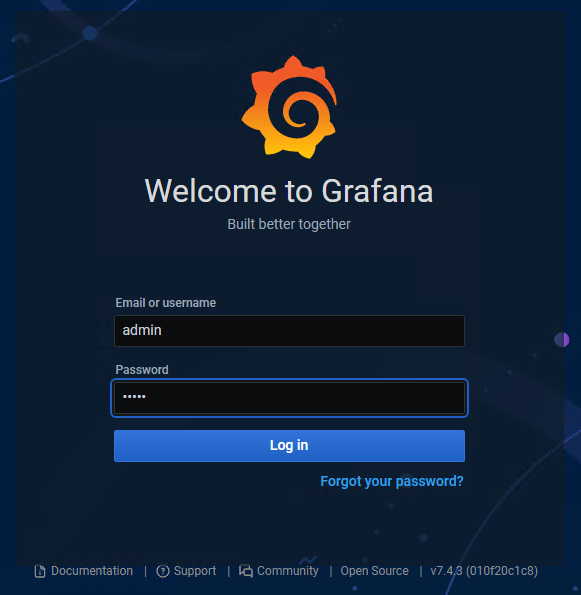 Welcome to Grafana
Built better together
Email or username
admin
Password
•••••
Log in
Forgot your password?
Documentation | Support | Community | Open Source | v7.4.3 (010f20c1c8)